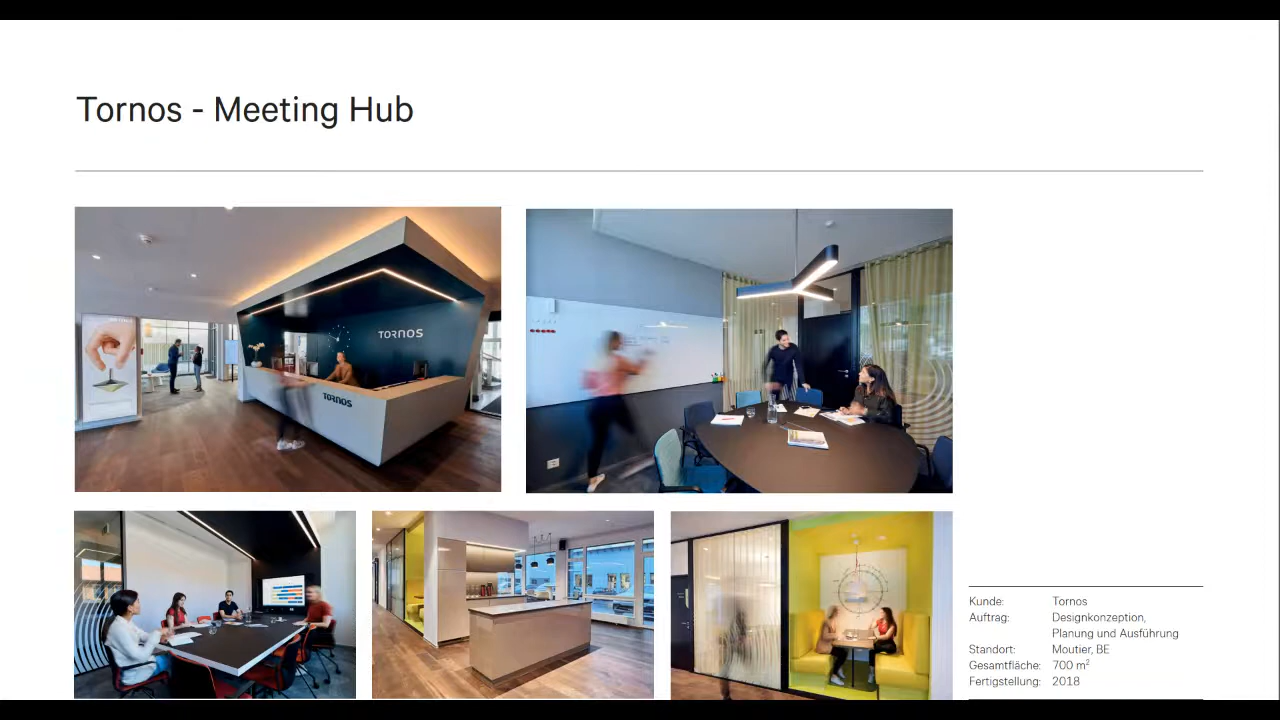 Tornos - Meeting Hub
TORNOS
TORNOS
Kunde: Tornos
Auftrag: Designkonzeption,
Planung und Ausführung
Standort: Moutier, BE
Gesamtfläche: 700 m²
Fertigstellung: 2018